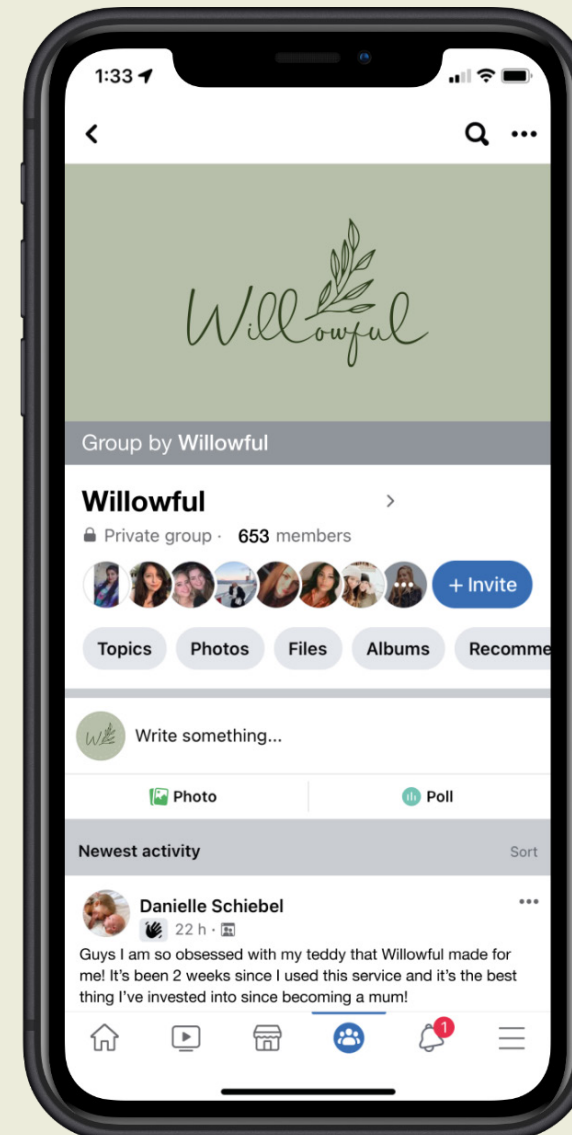 1:33
Willowful
Group by Willowful
Willowful
Private group · 653 members
+ Invite
Topics Photos Files Albums Recomme
Write something...
Photo Poll
Newest activity Sort
Danielle Schiebel
22 h ·
Guys I am so obsessed with my teddy that Willowful made for
me! It's been 2 weeks since I used this service and it's the best
thing I've invested into since becoming a mum!
1